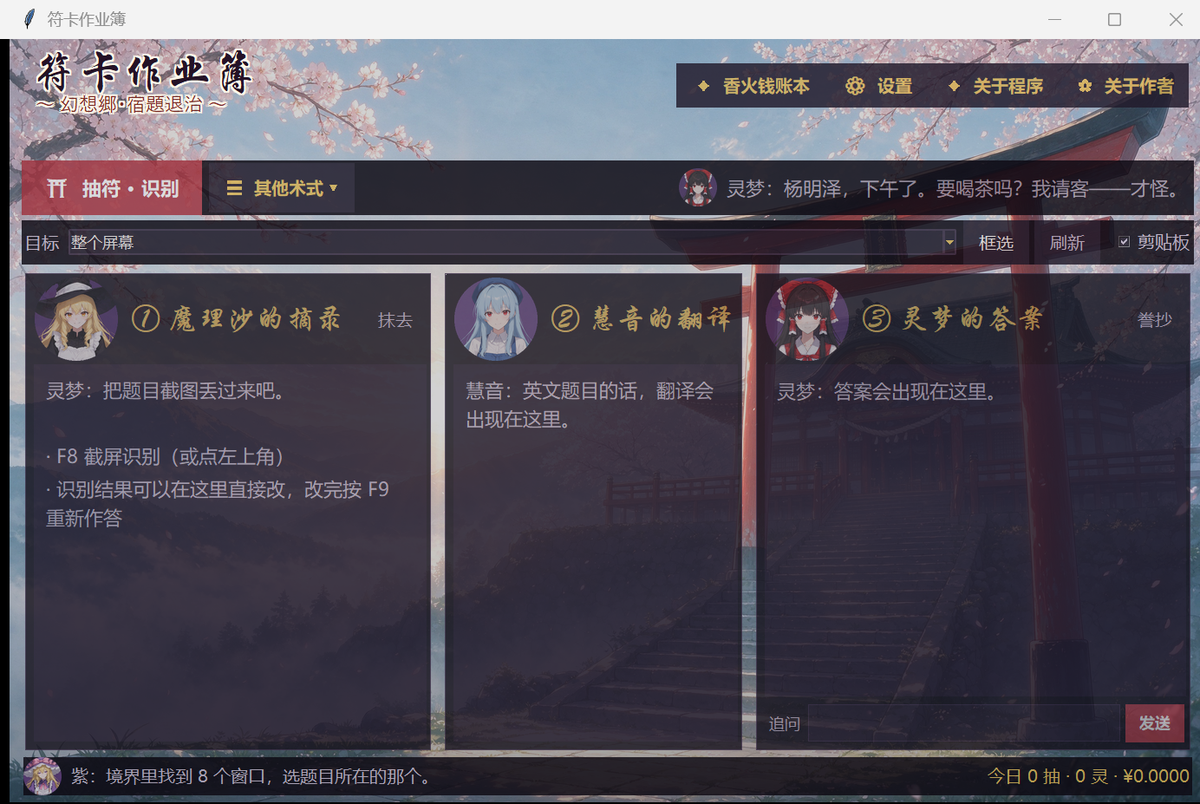 符卡作业簿
符卡作业簿
～ 幻想郷·宿題退治 ～
香火钱账本 设置 关于程序 关于作者
抽符·识别 其他术式 灵梦：杨明泽，下午了。要喝茶吗？我请客——才怪。
目标 整个屏幕 框选 刷新 剪贴板
① 魔理沙的摘录 抹去
灵梦：把题目截图丢过来吧。
· F8 截屏识别（或点左上角）
· 识别结果可以在这里直接改，改完按 F9
重新作答
② 慧音的翻译
慧音：英文题目的话，翻译会
出现在这里。
③ 灵梦的答案 誊抄
灵梦：答案会出现在这里。
追问 发送
紫：境界里找到 8 个窗口，选题目所在的那个。 今日 0 抽 · 0 灵 · ¥0.0000